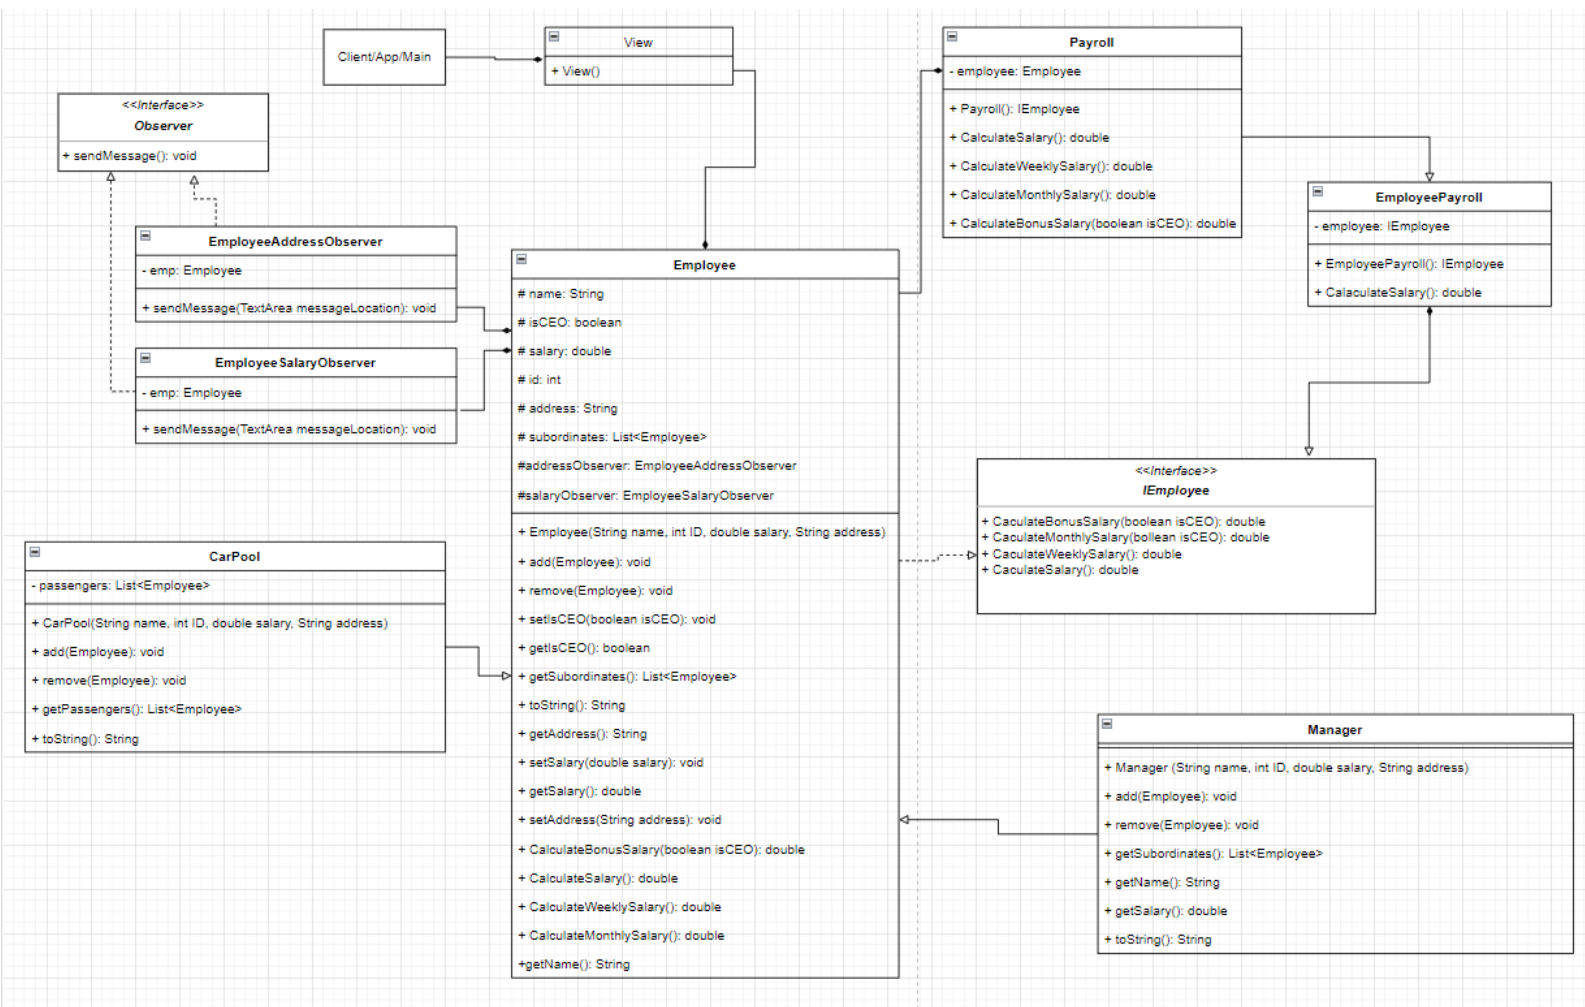 Client/App/Main
View
+ View()
<<Interface>>
Observer
+ sendMessage(): void
EmployeeAddressObserver
- emp: Employee
+ sendMessage(TextArea messageLocation): void
EmployeeSalaryObserver
- emp: Employee
+ sendMessage(TextArea messageLocation): void
CarPool
- passengers: List<Employee>
+ CarPool(String name, int ID, double salary, String address)
+ add(Employee): void
+ remove(Employee): void
+ getPassengers(): List<Employee>
+ toString(): String
Employee
# name: String
# isCEO: boolean
# salary: double
# id: int
# address: String
# subordinates: List<Employee>
#addressObserver: EmployeeAddressObserver
#salaryObserver: EmployeeSalaryObserver
+ Employee(String name, int ID, double salary, String address)
+ add(Employee): void
+ remove(Employee): void
+ setIsCEO(boolean isCEO): void
+ getIsCEO(): boolean
+ getSubordinates(): List<Employee>
+ toString(): String
+ getAddress(): String
+ setSalary(double salary): void
+ getSalary(): double
+ setAddress(String address): void
+ CalculateBonusSalary(boolean isCEO): double
+ CalculateSalary(): double
+ CalculateWeeklySalary(): double
+ CalculateMonthlySalary(): double
+getName(): String
Payroll
- employee: Employee
+ Payroll(): IEmployee
+ CalculateSalary(): double
+ CalculateWeeklySalary(): double
+ CalculateMonthlySalary(): double
+ CalculateBonusSalary(boolean isCEO): double
EmployeePayroll
- employee: IEmployee
+ EmployeePayroll(): IEmployee
+ CalaculateSalary(): double
<<Interface>>
IEmployee
+ CaculateBonusSalary(boolean isCEO): double
+ CaculateMonthlySalary(bollean isCEO): double
+ CaculateWeeklySalary(): double
+ CaculateSalary(): double
Manager
+ Manager (String name, int ID, double salary, String address)
+ add(Employee): void
+ remove(Employee): void
+ getSubordinates(): List<Employee>
+ getName(): String
+ getSalary(): double
+ toString(): String